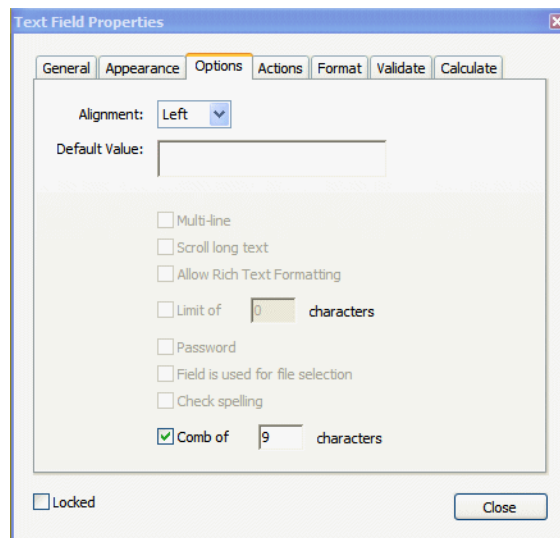 Text Field Properties
General Appearance Options Actions Format Validate Calculate
Alignment: Left
Default Value:
Multi-line
Scroll long text
Allow Rich Text Formatting
Limit of 0 characters
Password
Field is used for file selection
Check spelling
Comb of 9 characters
Locked
Close